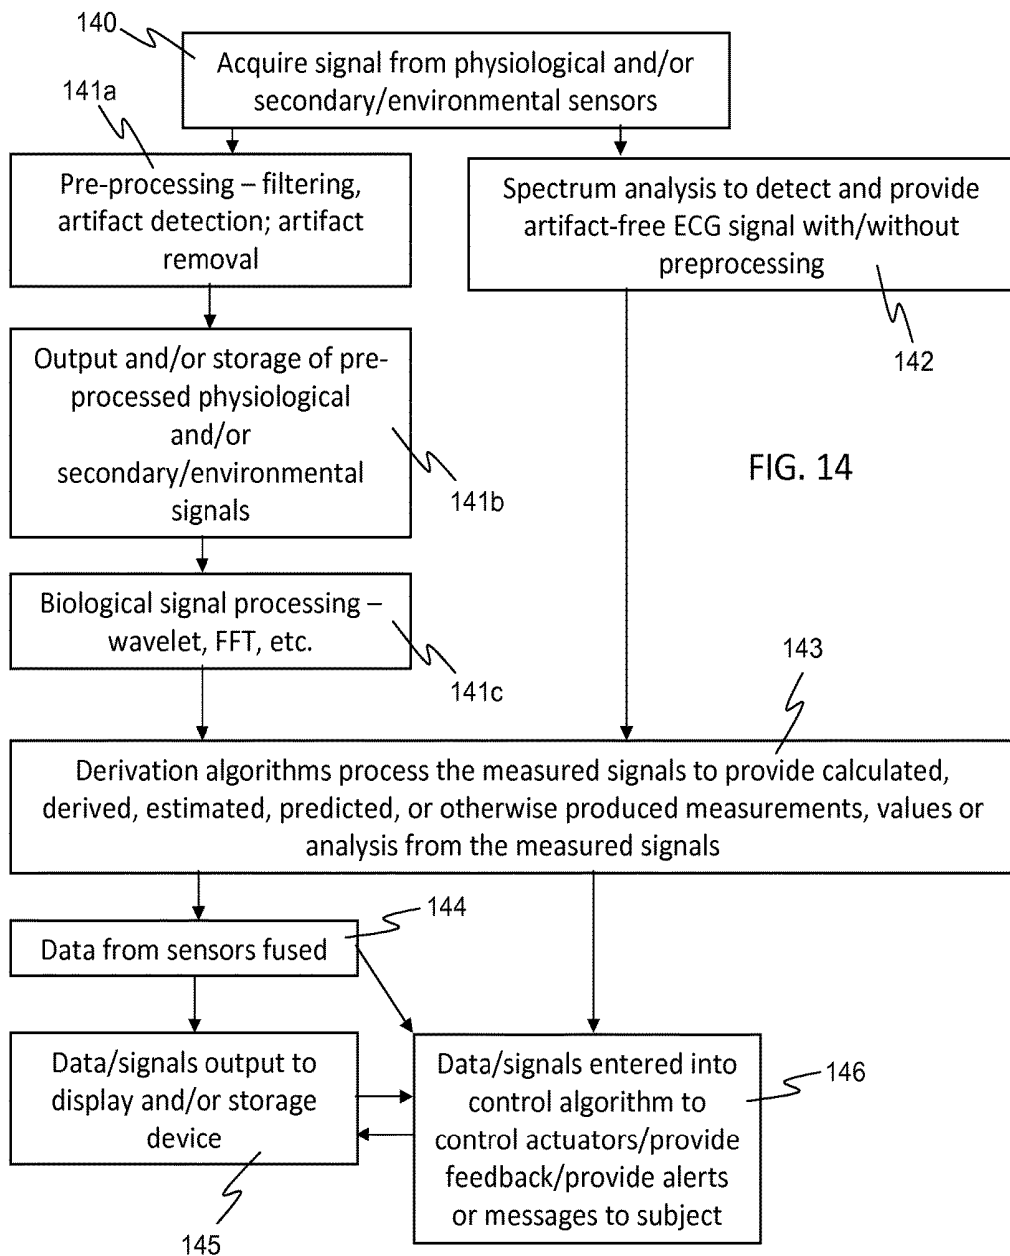 140
Acquire signal from physiological and/or
secondary/environmental sensors
141a
Pre-processing – filtering,
artifact detection; artifact
removal
Spectrum analysis to detect and provide
artifact-free ECG signal with/without
preprocessing
142
Output and/or storage of pre-
processed physiological
and/or
secondary/environmental
signals
141b
FIG. 14
Biological signal processing –
wavelet, FFT, etc.
141c
143
Derivation algorithms process the measured signals to provide calculated,
derived, estimated, predicted, or otherwise produced measurements, values or
analysis from the measured signals
144
Data from sensors fused
Data/signals output to
display and/or storage
device
145
Data/signals entered into
control algorithm to
control actuators/provide
feedback/provide alerts
or messages to subject
146